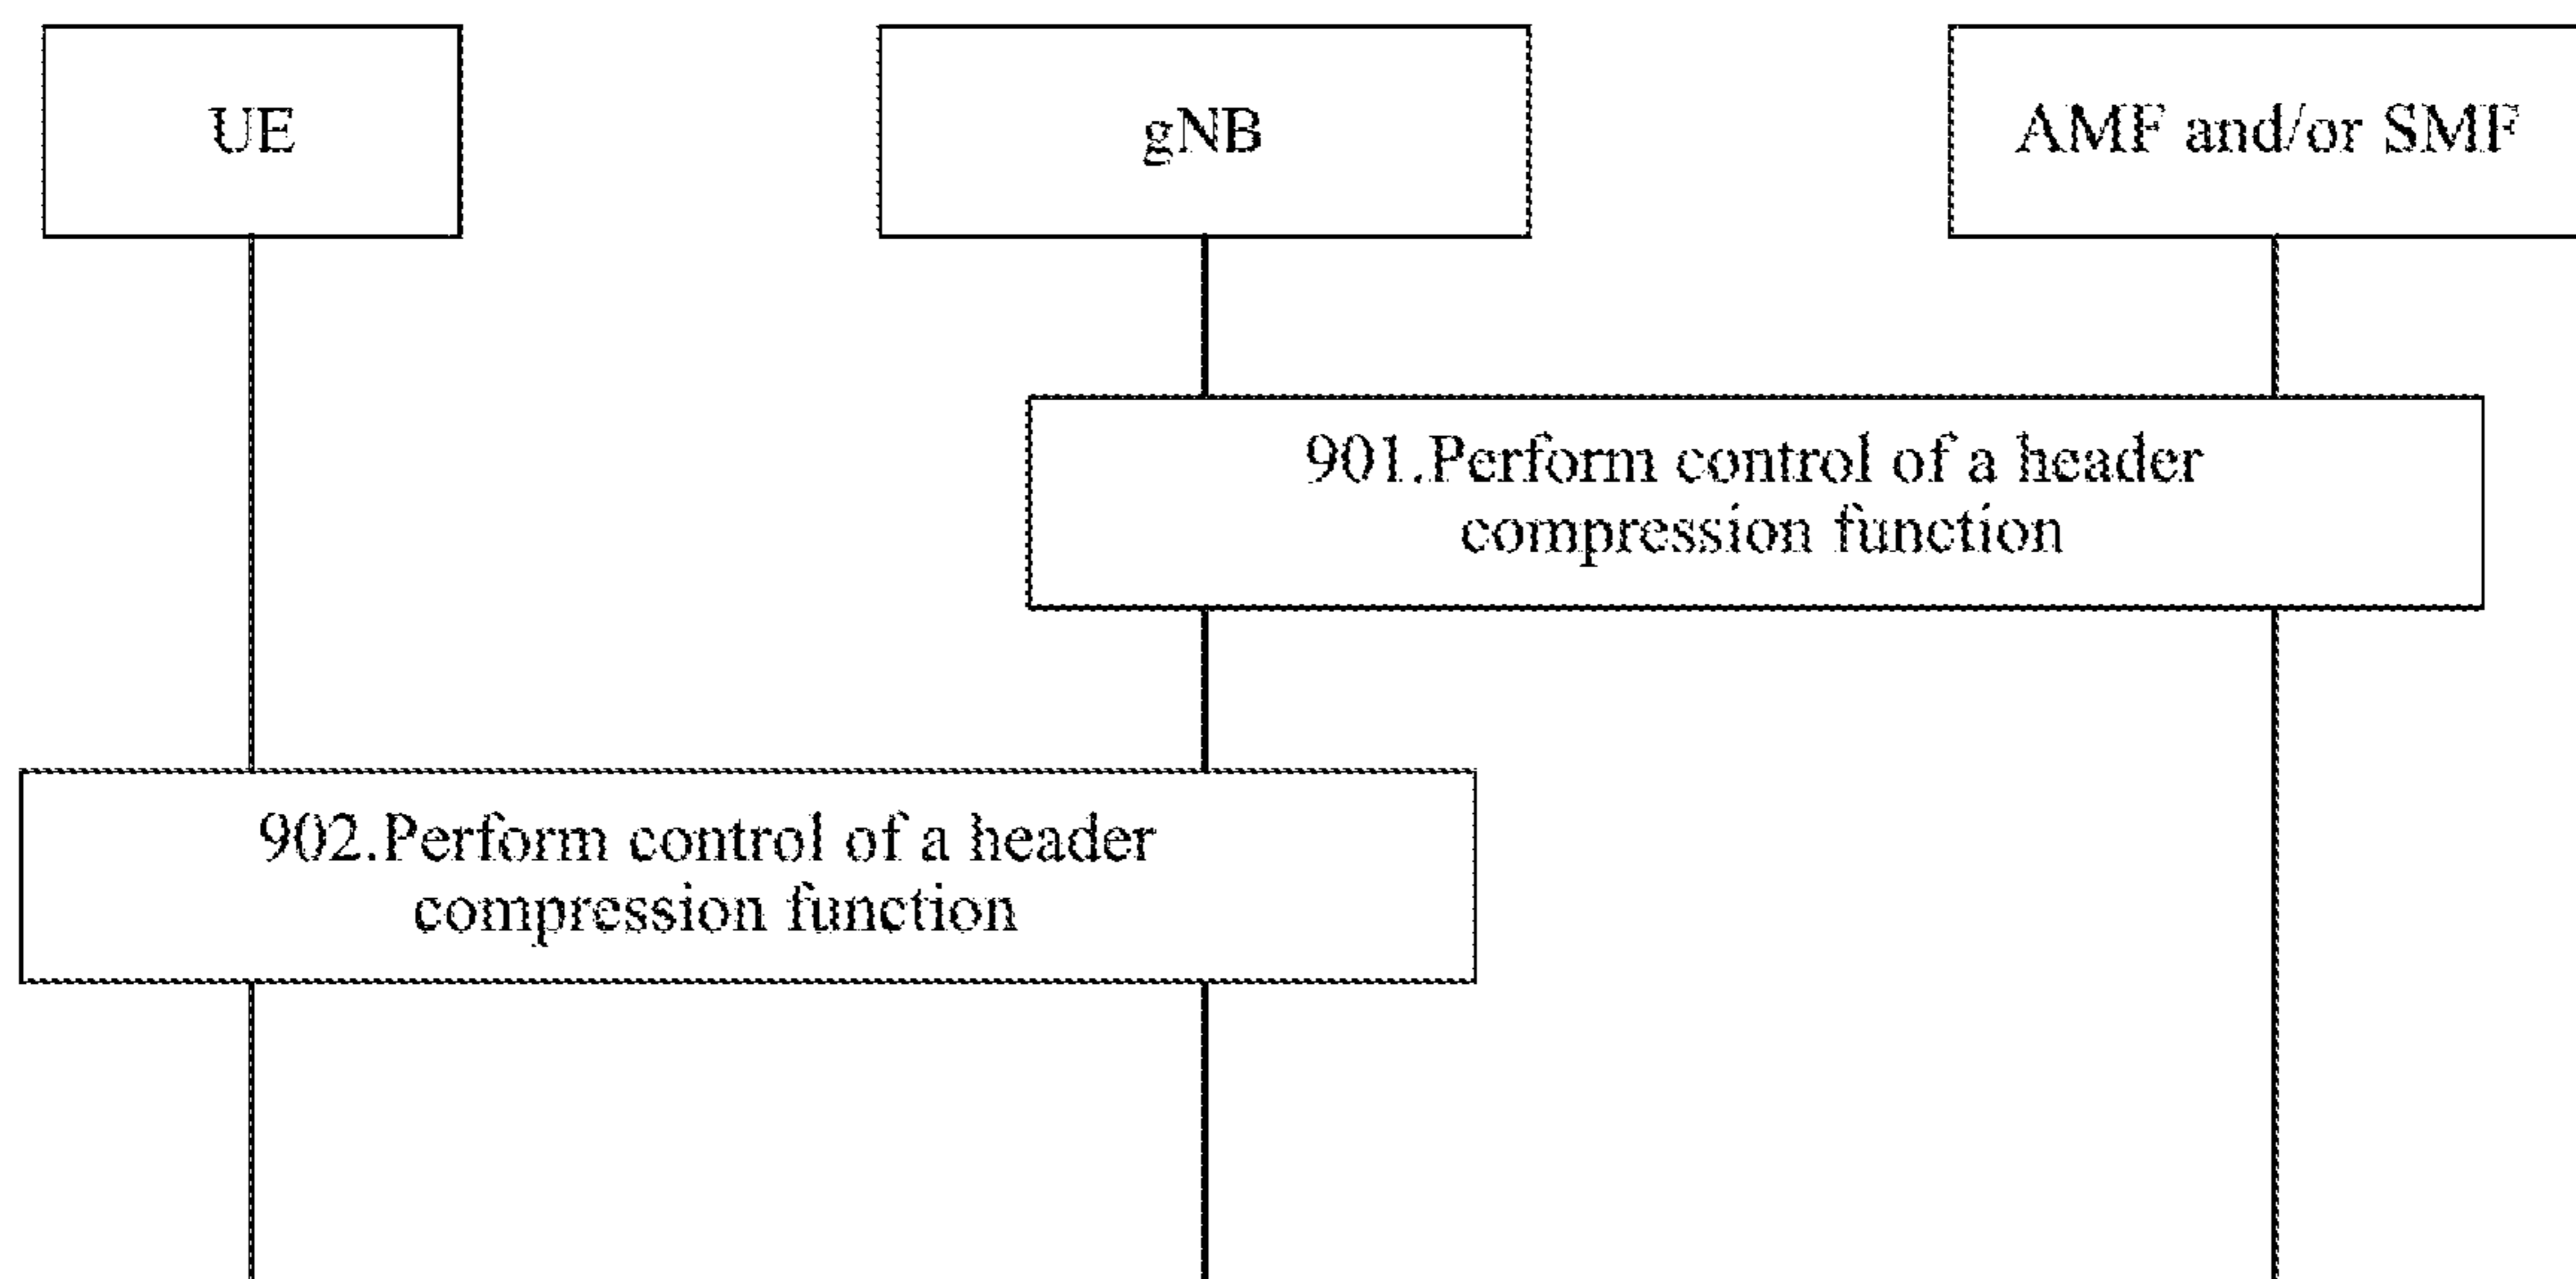 UE
gNB
AMF and/or SMF
901.Perform control of a header
compression function
902.Perform control of a header
compression function